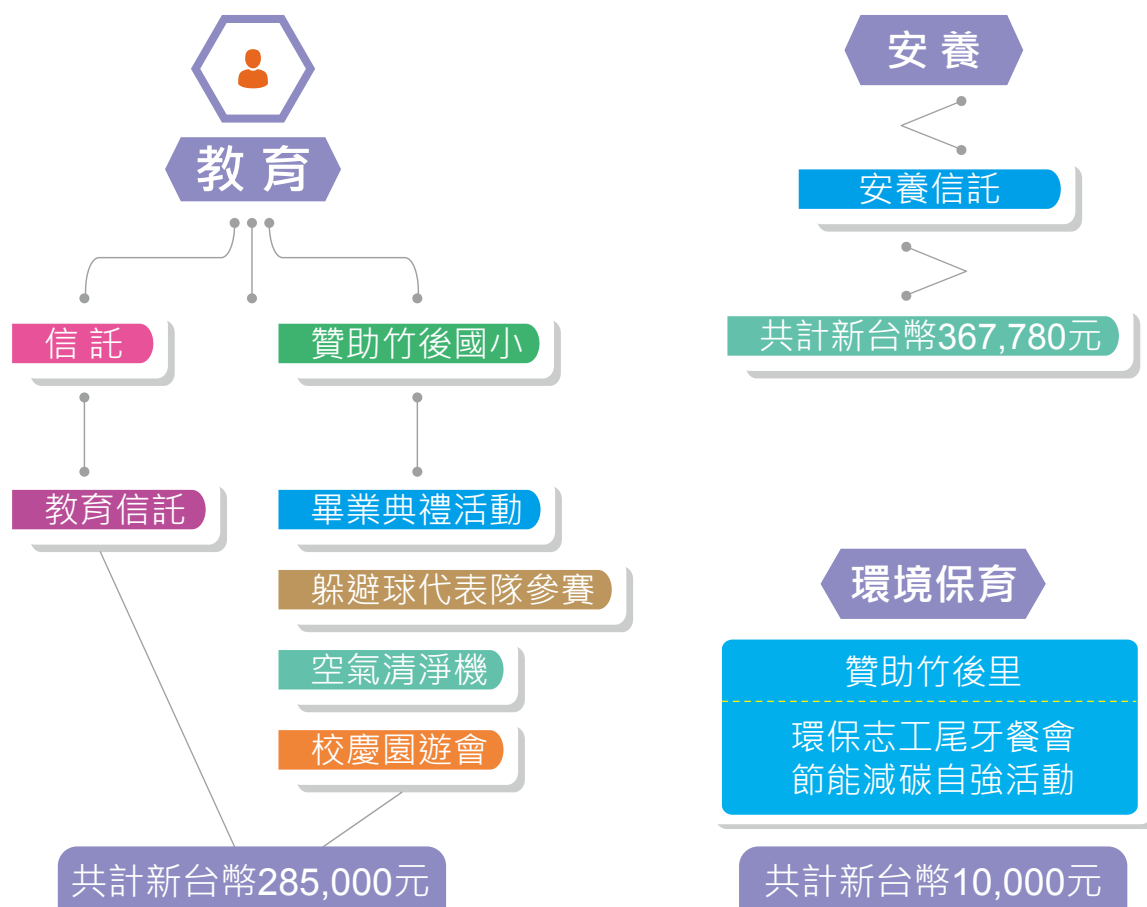 教育
信託
教育信託
贊助竹後國小
畢業典禮活動
躲避球代表隊參賽
空氣清淨機
校慶園遊會
共計新台幣285,000元
安養
安養信託
共計新台幣367,780元
環境保育
贊助竹後里
環保志工尾牙餐會
節能減碳自強活動
共計新台幣10,000元